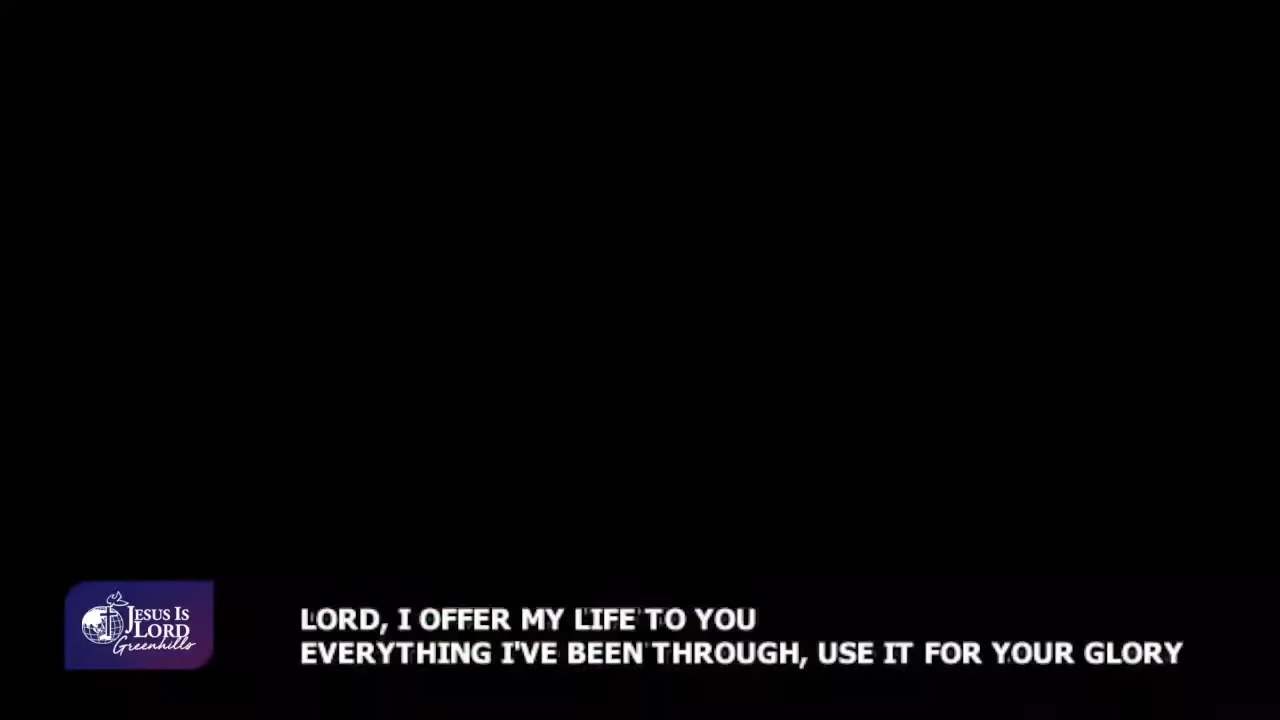 JESUS IS
LORD
Greenhills
LORD, I OFFER MY LIFE TO YOU
EVERYTHING I'VE BEEN THROUGH, USE IT FOR YOUR GLORY